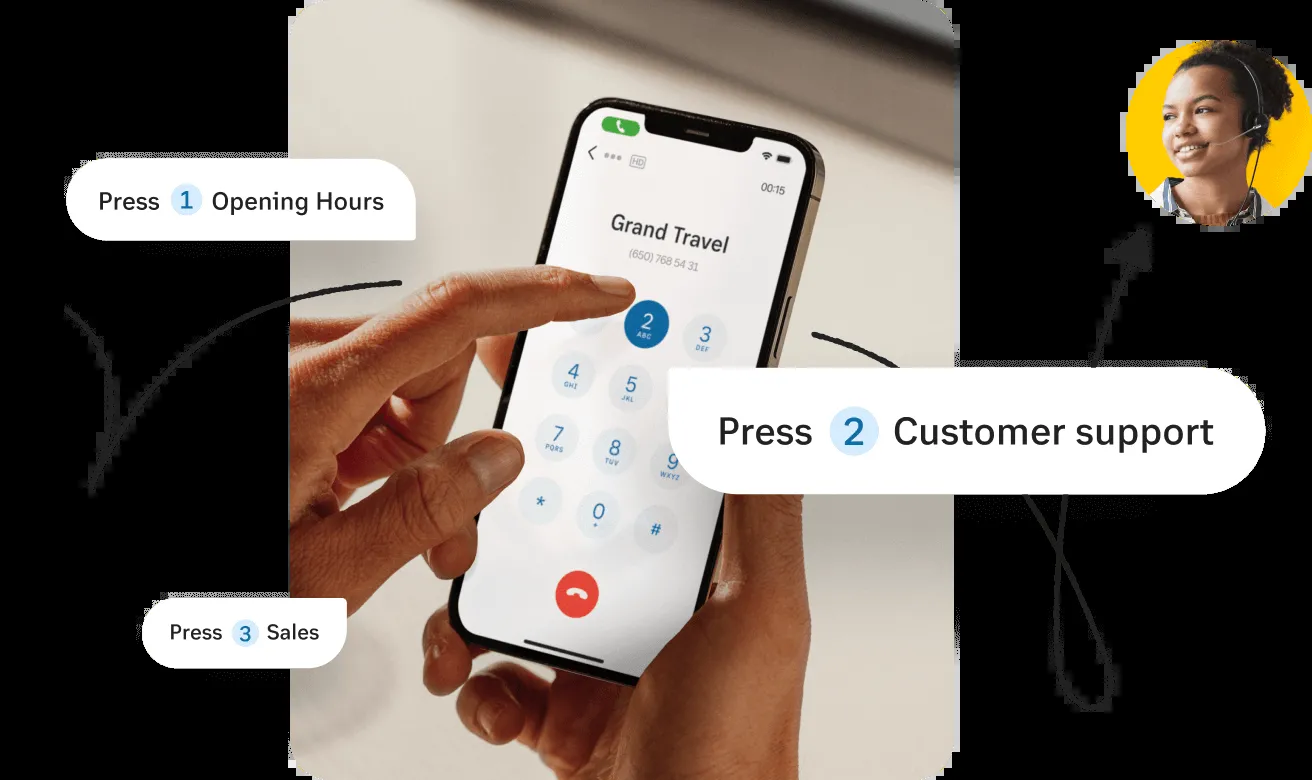 HD
00:15
Grand Travel
(650) 768 54 31
Press 1 Opening Hours
2
ABC
3
DEF
4
GHI
5
JKL
Press 2 Customer support
7
PQRS
8
TUV
9
WXYZ
*
0
+
#
Press 3 Sales